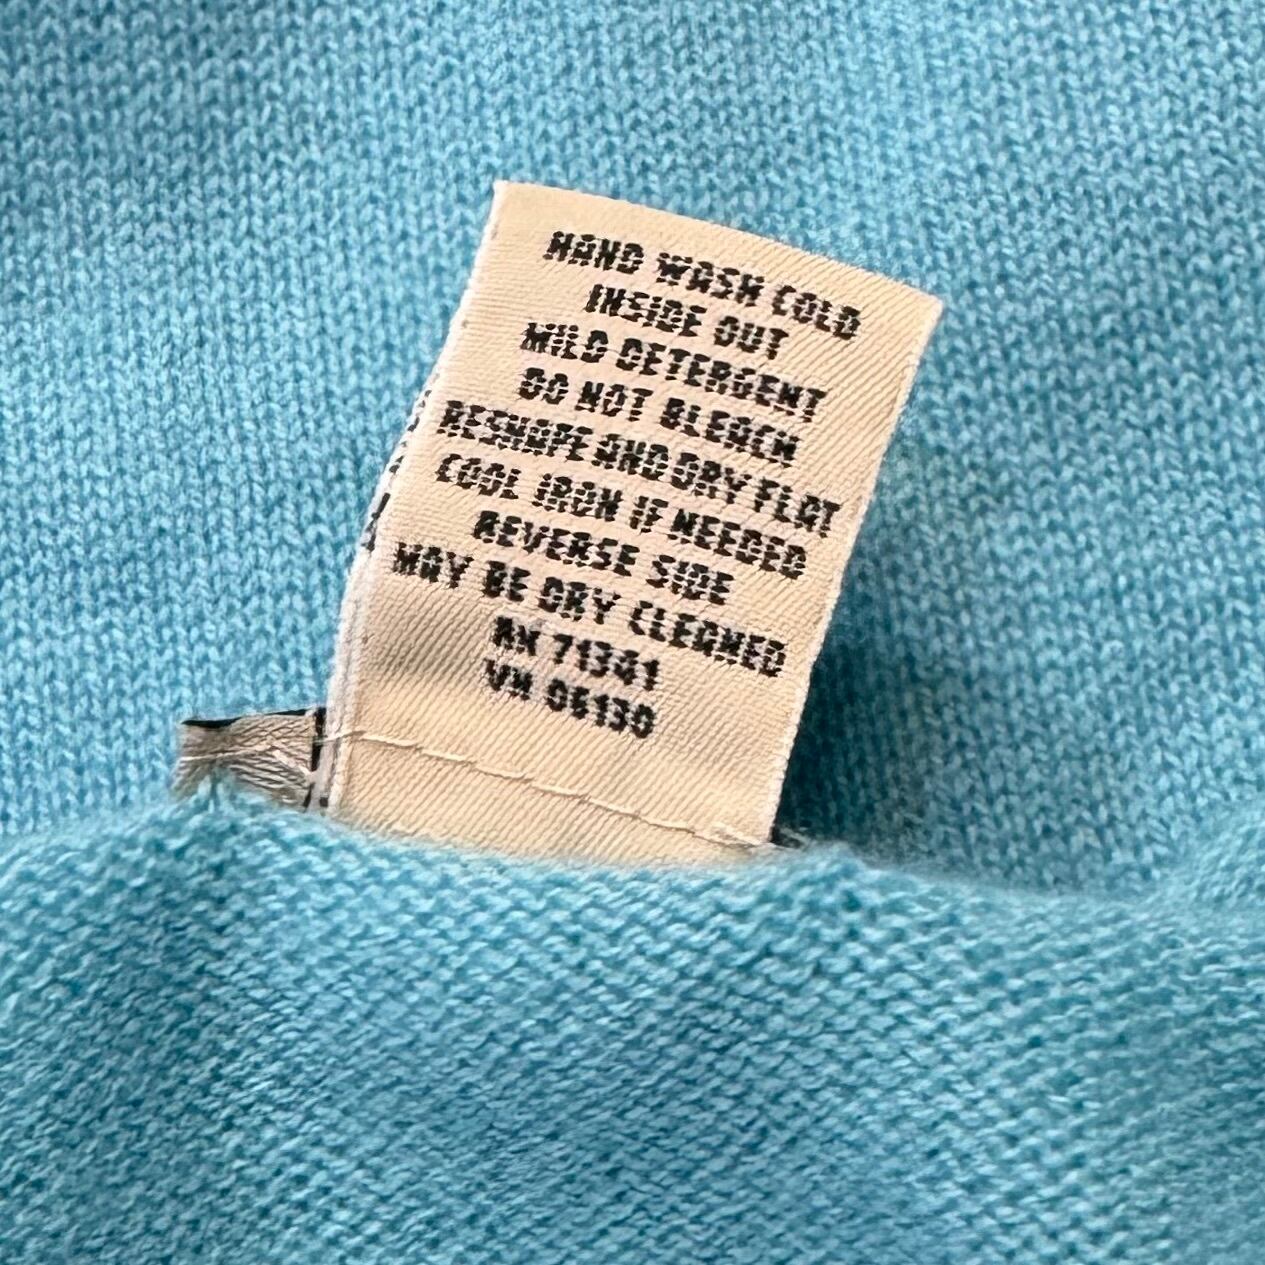 HAND WASH COLD
INSIDE OUT
MILD DETERGENT
DO NOT BLEACH
RESHAPE AND DRY FLAT
COOL IRON IF NEEDED
REVERSE SIDE
MAY BE DRY CLEANED
RN 71341
VN 06130